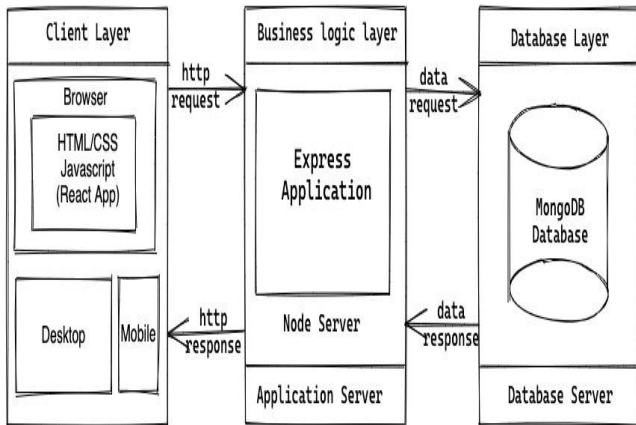 Client Layer
Browser
HTML/CSS
Javascript
(React App)
Desktop
Mobile
http
request
http
response
Business logic layer
Express
Application
Node Server
Application Server
data
request
data
response
Database Layer
MongoDB
Database
Database Server